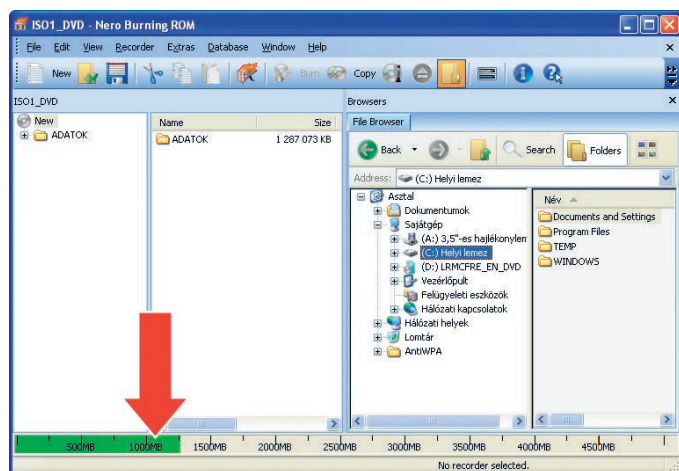 ISO1_DVD - Nero Burning ROM
File Edit View Recorder Extras Database Window Help
New Burn Copy
ISO1_DVD
Browsers
New
ADATOK
Name Size
ADATOK 1 287 073 KB
File Browser
Back Search Folders
Address: (C:) Helyi lemez
Asztal
Dokumentumok
Sajátgép
(A:) 3,5"-es hajlékonylem
(C:) Helyi lemez
(D:) LRMCFRE_EN_DVD
Vezérlőpult
Felügyeleti eszközök
Hálózati kapcsolatok
Hálózati helyek
Lomtár
AntiWPA
Név
Documents and Settings
Program Files
TEMP
WINDOWS
500MB 1000MB 1500MB 2000MB 2500MB 3000MB 3500MB 4000MB 4500MB
No recorder selected.